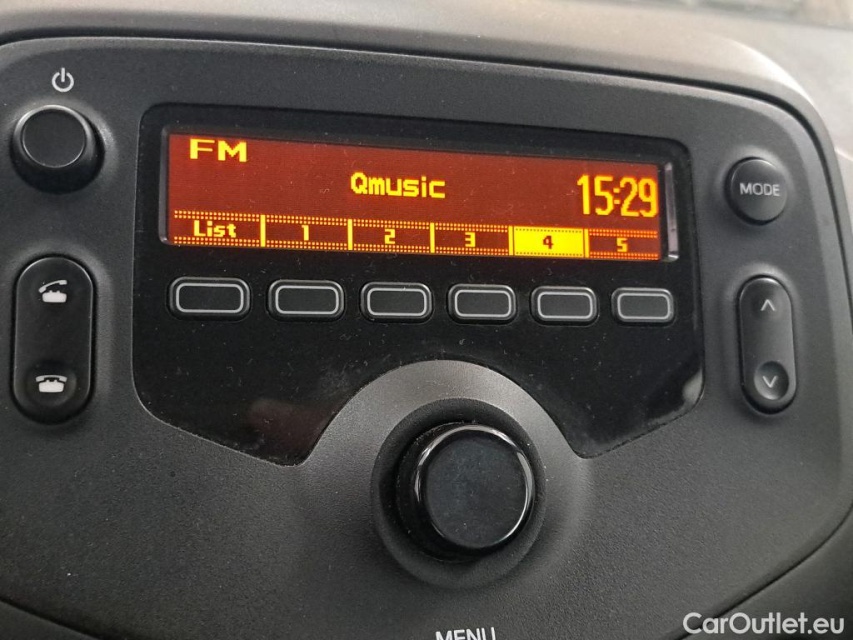 FM
Qmusic
15:29
List 1 2 3 4 5
MODE
MENU
CarOutlet.eu